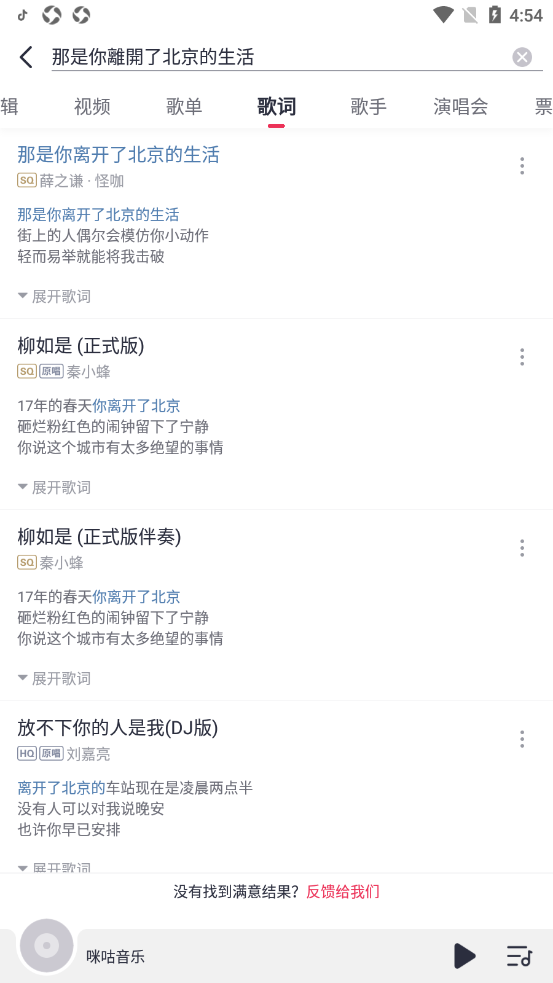 4:54
那是你離開了北京的生活
辑 视频 歌单 歌词 歌手 演唱会 票
那是你离开了北京的生活
SQ 薛之谦 · 怪咖
那是你离开了北京的生活
街上的人偶尔会模仿你小动作
轻而易举就能将我击破
展开歌词
柳如是 (正式版)
SQ 原唱 秦小蜂
17年的春天你离开了北京
砸烂粉红色的闹钟留下了宁静
你说这个城市有太多绝望的事情
展开歌词
柳如是 (正式版伴奏)
SQ 秦小蜂
17年的春天你离开了北京
砸烂粉红色的闹钟留下了宁静
你说这个城市有太多绝望的事情
展开歌词
放不下你的人是我(DJ版)
HQ 原唱 刘嘉亮
离开了北京的车站现在是凌晨两点半
没有人可以对我说晚安
也许你早已安排
展开歌词
没有找到满意结果？反馈给我们
咪咕音乐